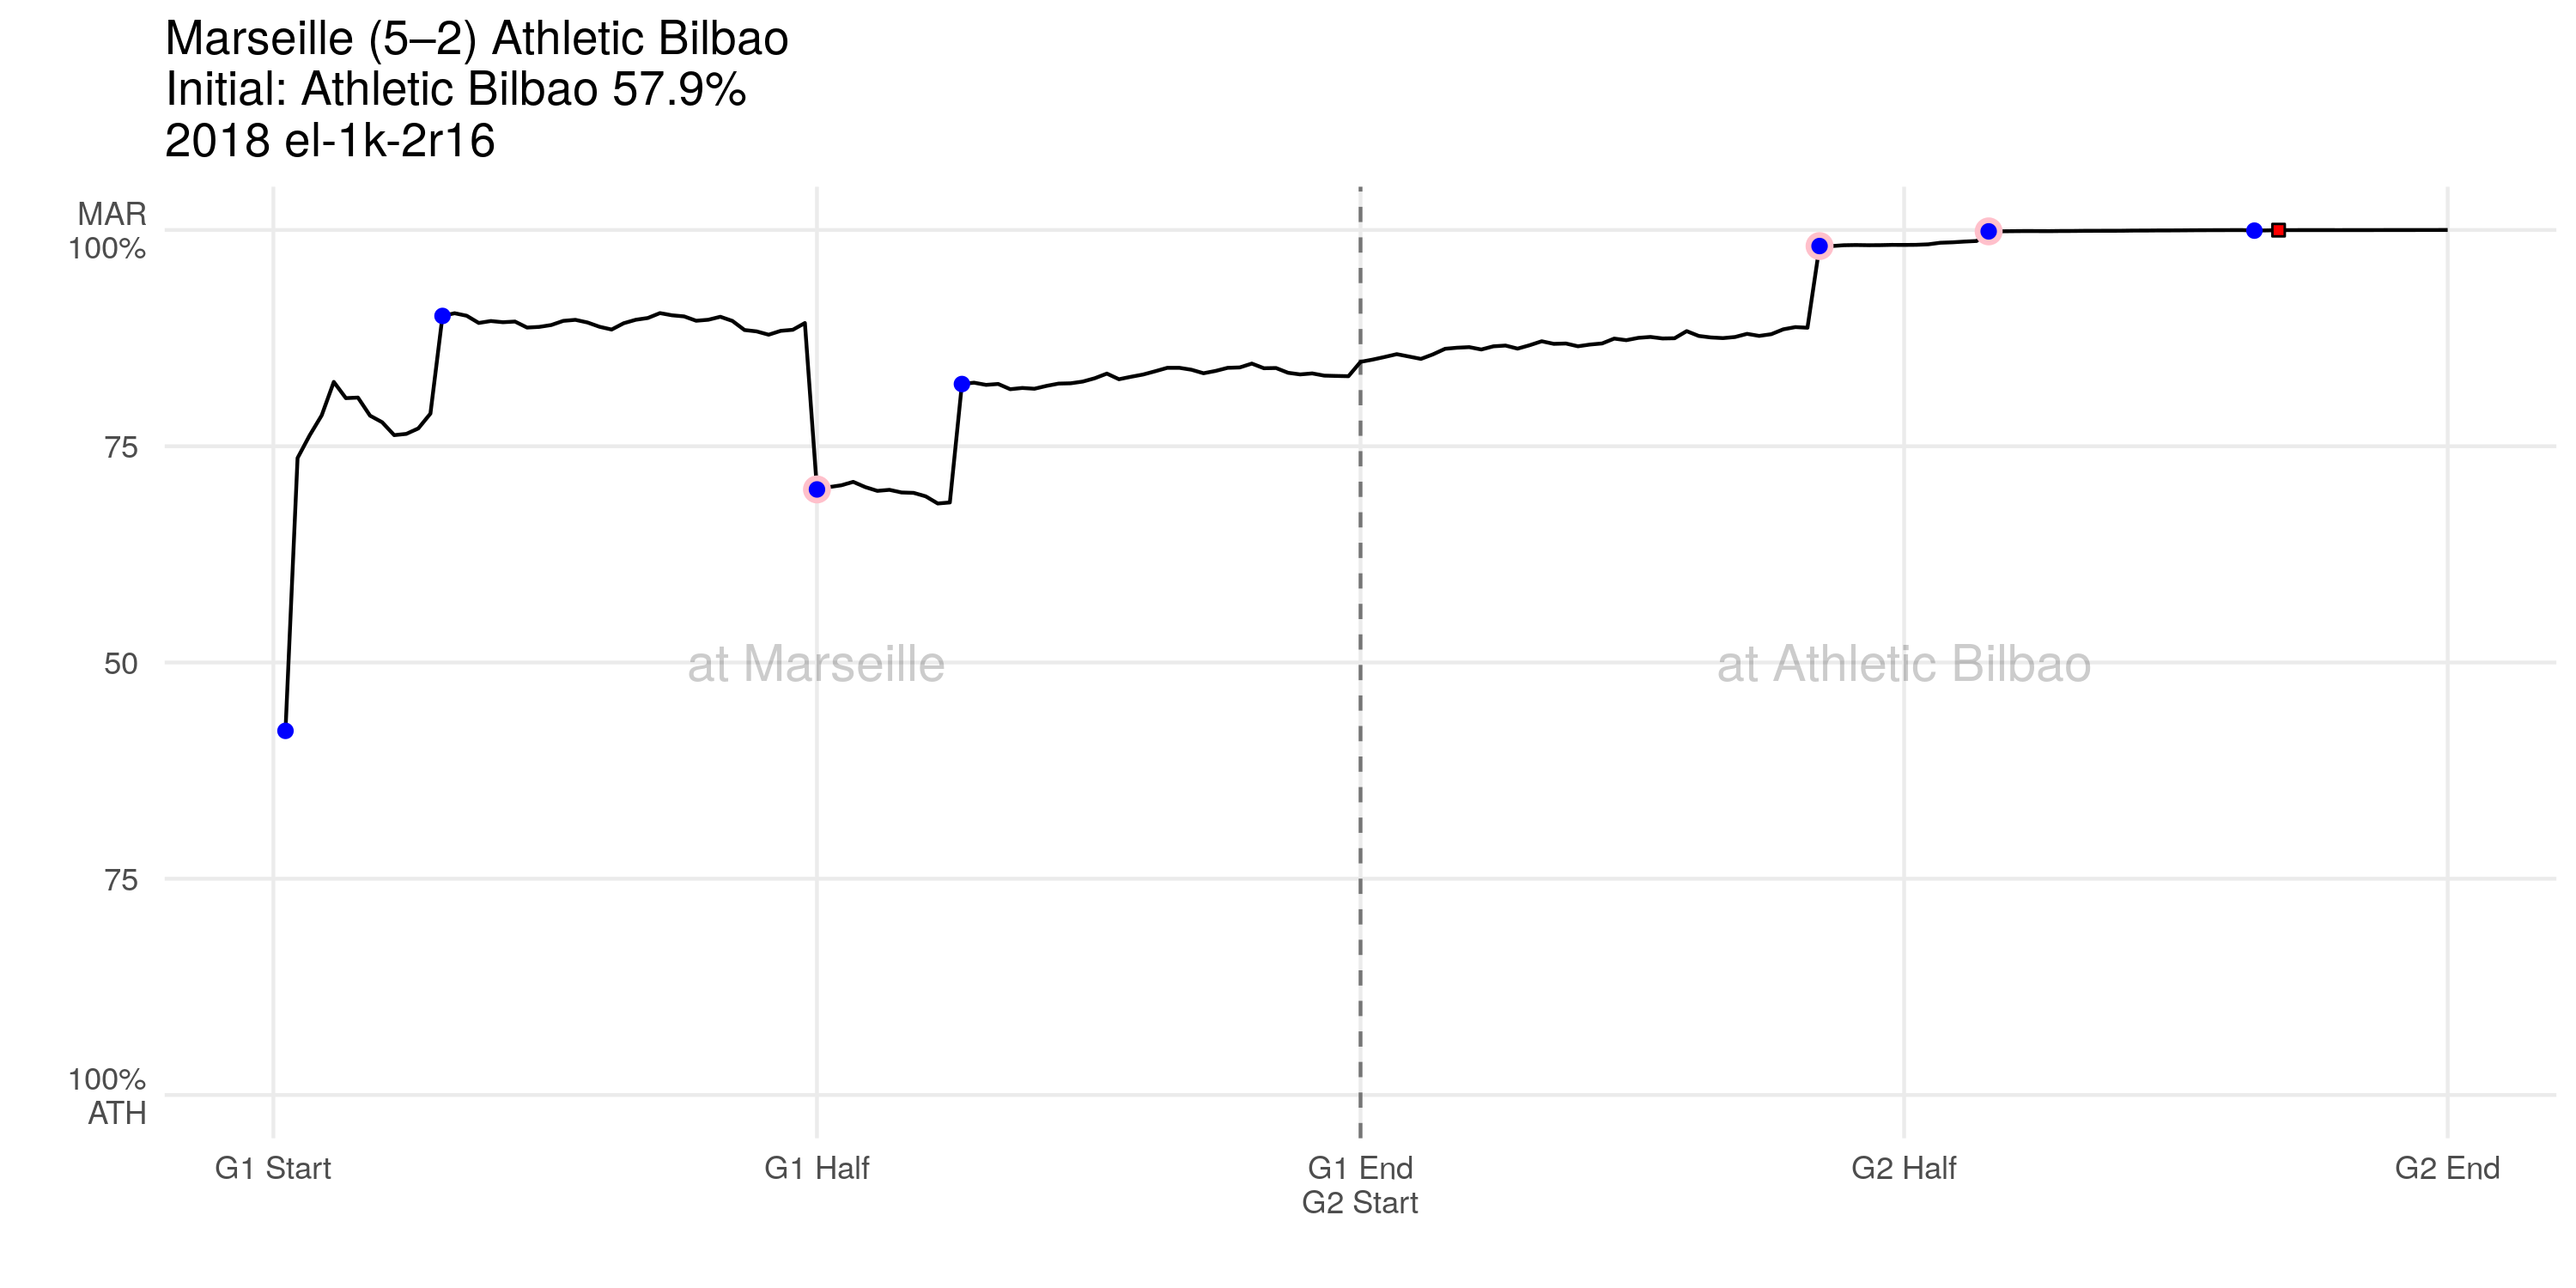 Marseille (5–2) Athletic Bilbao
Initial: Athletic Bilbao 57.9%
2018 el-1k-2r16
MAR
100%
75
50
75
100%
ATH
at Marseille
at Athletic Bilbao
G1 Start
G1 Half
G1 End
G2 Start
G2 Half
G2 End